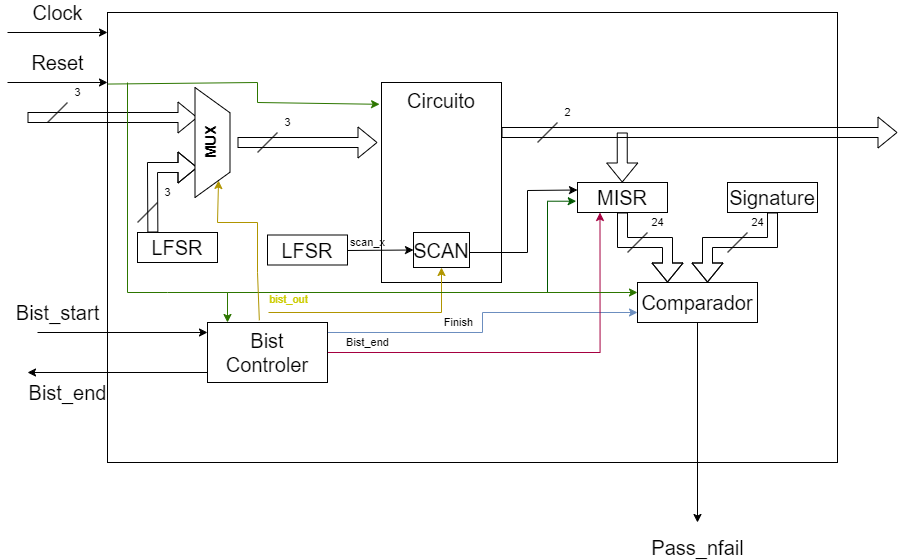 Clock
Reset
3
MUX
3
3
Circuito
2
MISR
Signature
24
24
LFSR
LFSR
scan_x
SCAN
bist_out
Comparador
Bist_start
Finish
Bist
Controler
Bist_end
Bist_end
Pass_nfail